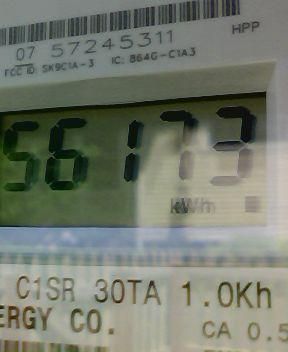 HPP
07 57245311
FCC ID: SK9C1A-3 IC: 864G-C1A3
56173
kWh
C1SR 30TA 1.0Kh
ERGY CO.
CA 0.5